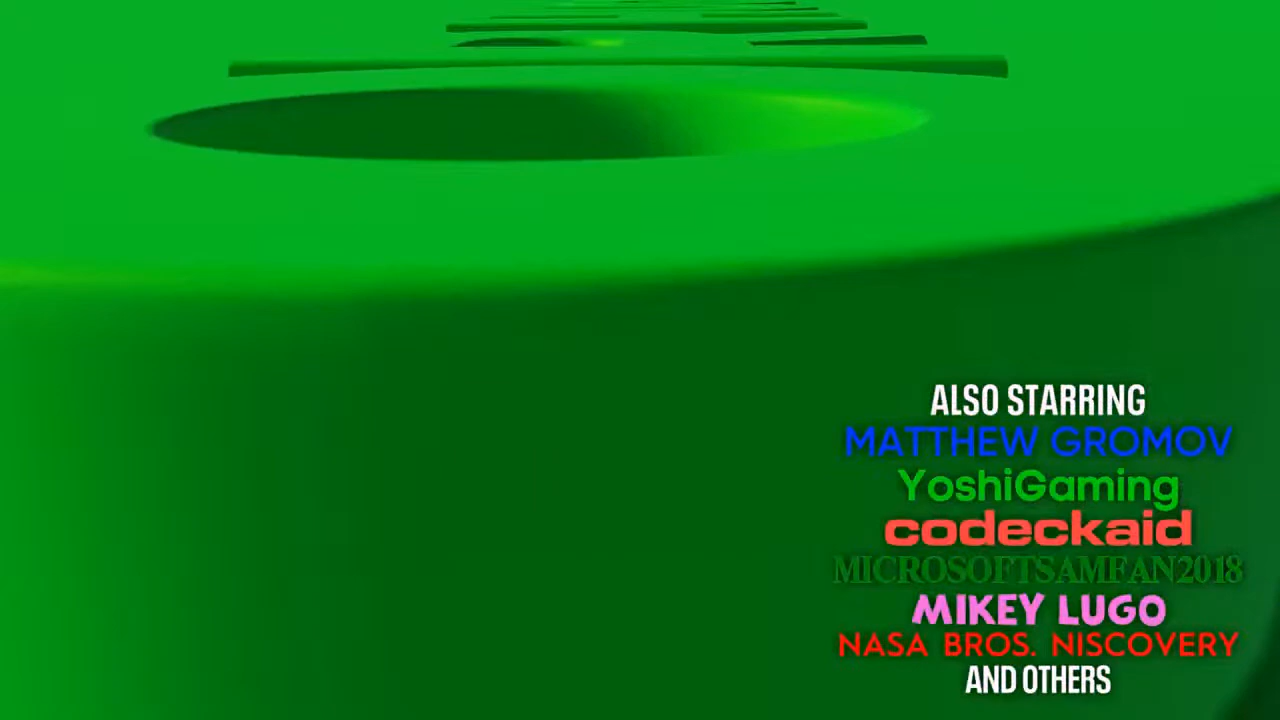 ALSO STARRING
MATTHEW GROMOV
YoshiGaming
codeckaid
MICROSOFTSAMFAN2018
MIKEY LUGO
NASA BROS. NISCOVERY
AND OTHERS